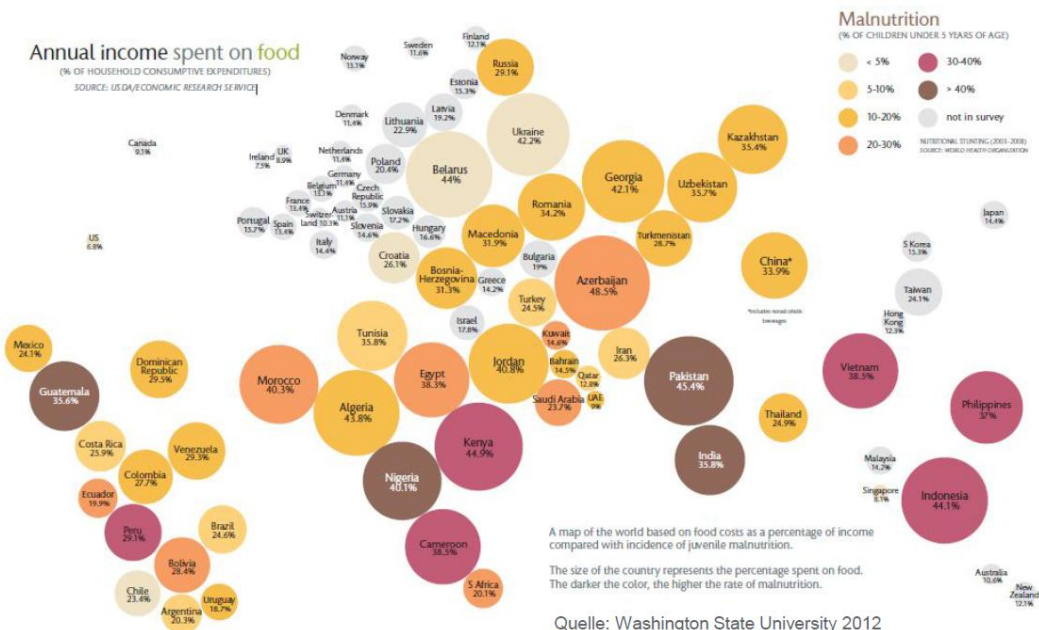 Annual income spent on food
(% OF HOUSEHOLD CONSUMPTIVE EXPENDITURES)
SOURCE: USDA/ECONOMIC RESEARCH SERVICE
Malnutrition
(% OF CHILDREN UNDER 5 YEARS OF AGE)
< 5%
30-40%
5-10%
> 40%
10-20%
not in survey
20-30%
NUTRITIONAL STUNTING (2003-2008)
SOURCE: WORLD HEALTH ORGANIZATION
Finland
12.1%
Sweden
11.6%
Norway
13.1%
Russia
29.1%
Estonia
15.3%
Denmark
11.4%
Latvia
19.2%
Lithuania
22.9%
Ukraine
42.2%
Kazakhstan
35.4%
Canada
9.1%
Ireland
7.5%
UK
8.9%
Netherlands
11.4%
Germany
11.4%
Poland
20.4%
Belarus
44%
Georgia
42.1%
Uzbekistan
35.7%
Belgium
13.1%
Czech
Republic
15.9%
France
13.4%
Romania
34.2%
Portugal
15.7%
Spain
13.4%
Switzer-
land 10.3%
Austria
11.1%
Slovenia
14.6%
Slovakia
17.2%
Hungary
16.6%
Macedonia
31.9%
Turkmenistan
28.7%
Japan
14.4%
US
6.8%
Italy
14.4%
Croatia
26.1%
Bosnia-
Herzegovina
31.3%
Bulgaria
19%
Greece
14.2%
China*
33.9%
S Korea
15.3%
Azerbaijan
48.5%
Turkey
24.5%
Taiwan
24.1%
*Includes nonalcoholic
beverages
Israel
17.8%
Hong
Kong
12.3%
Tunisia
35.8%
Kuwait
14.6%
Iran
26.3%
Mexico
24.1%
Dominican
Republic
29.5%
Jordan
40.8%
Bahrain
14.5%
Qatar
12.8%
UAE
9%
Saudi Arabia
23.7%
Morocco
40.3%
Egypt
38.3%
Pakistan
45.4%
Vietnam
38.5%
Guatemala
35.6%
Algeria
43.8%
Thailand
24.9%
Philippines
37%
Costa Rica
25.9%
Venezuela
29.3%
Kenya
44.9%
India
35.8%
Malaysia
14.2%
Colombia
27.7%
Nigeria
40.1%
Singapore
8.1%
Indonesia
44.1%
Ecuador
19.9%
Peru
29.1%
Brazil
24.6%
Cameroon
38.5%
Bolivia
28.4%
S Africa
20.1%
Chile
23.4%
Argentina
20.3%
Uruguay
18.7%
Australia
10.6%
New
Zealand
12.1%
A map of the world based on food costs as a percentage of income
compared with incidence of juvenile malnutrition.
The size of the country represents the percentage spent on food.
The darker the color, the higher the rate of malnutrition.
Quelle: Washington State University 2012